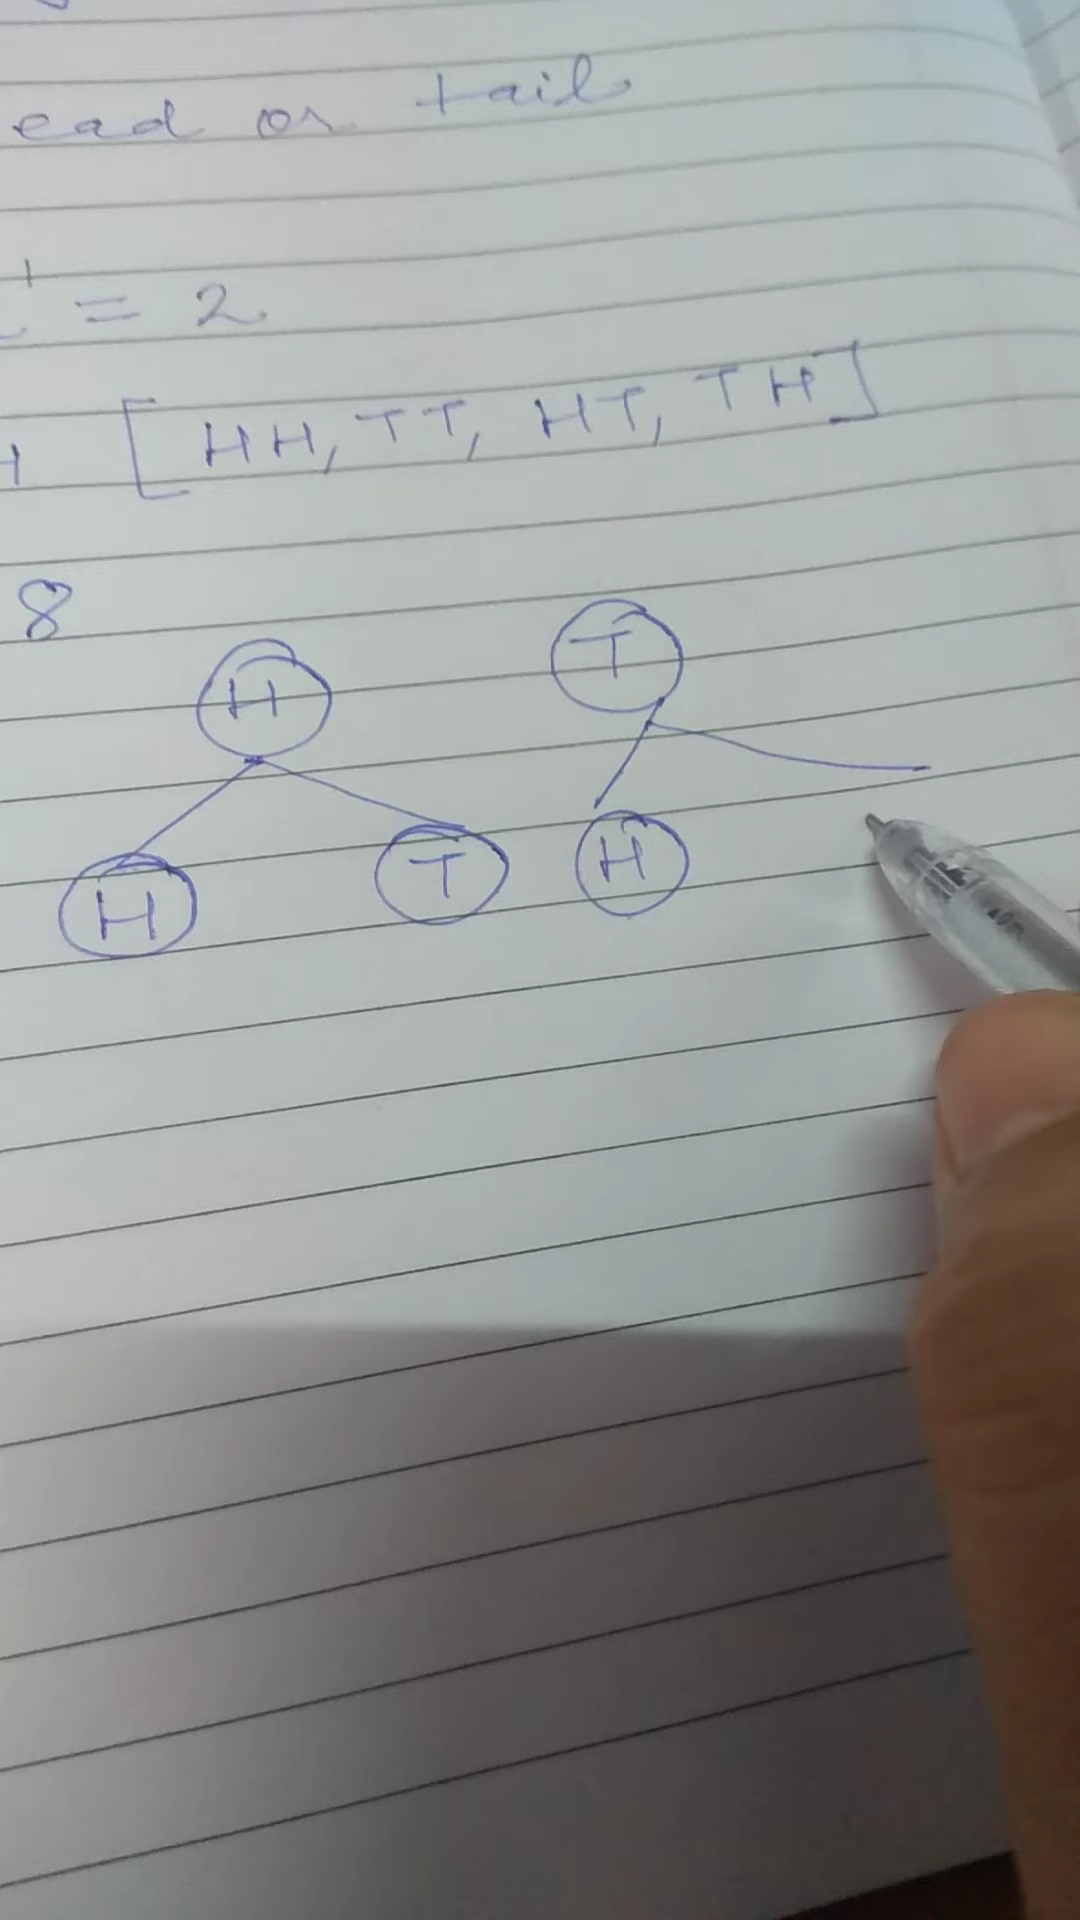 ead or tail
= 2
H [HH, TT, HT, TH]
8
H T
H T H